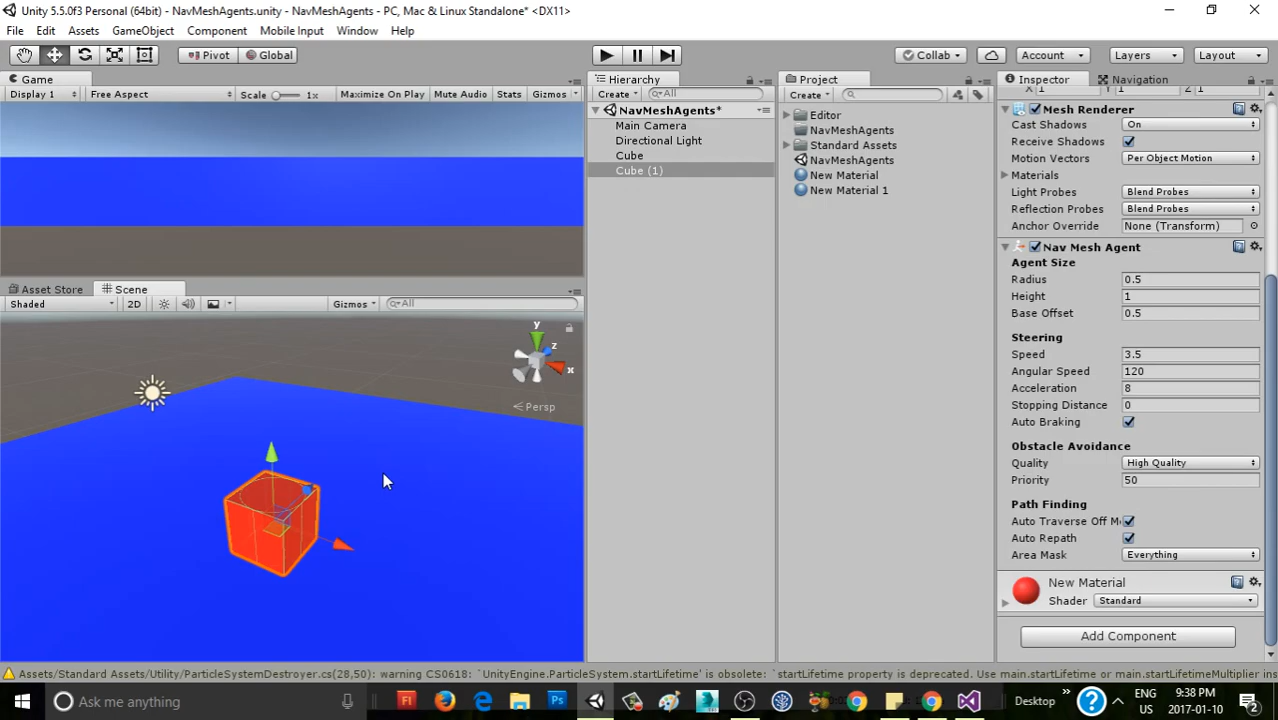 Unity 5.5.0f3 Personal (64bit) - NavMeshAgents.unity - NavMeshAgents - PC, Mac & Linux Standalone* <DX11>
File Edit Assets GameObject Component Mobile Input Window Help
Pivot Global Collab Account Layers Layout
Game
Display 1 Free Aspect Scale 1x Maximize On Play Mute Audio Stats Gizmos
Asset Store Scene
Shaded 2D Gizmos All
y
z
x
Persp
Hierarchy
Create All
NavMeshAgents*
Main Camera
Directional Light
Cube
Cube (1)
Project
Create
Editor
NavMeshAgents
Standard Assets
NavMeshAgents
New Material
New Material 1
Inspector Navigation
X 1 Y 1 Z 1
Mesh Renderer
Cast Shadows On
Receive Shadows
Motion Vectors Per Object Motion
Materials
Light Probes Blend Probes
Reflection Probes Blend Probes
Anchor Override None (Transform)
Nav Mesh Agent
Agent Size
Radius 0.5
Height 1
Base Offset 0.5
Steering
Speed 3.5
Angular Speed 120
Acceleration 8
Stopping Distance 0
Auto Braking
Obstacle Avoidance
Quality High Quality
Priority 50
Path Finding
Auto Traverse Off M
Auto Repath
Area Mask Everything
New Material
Shader Standard
Add Component
Assets/Standard Assets/Utility/ParticleSystemDestroyer.cs(28,50): warning CS0618: `UnityEngine.ParticleSystem.startLifetime' is obsolete: `startLifetime property is deprecated. Use main.startLifetime or main.startLifetimeMultiplier ins
Ask me anything Fl Ps Desktop ENG 9:38 PM
US 2017-01-10 2